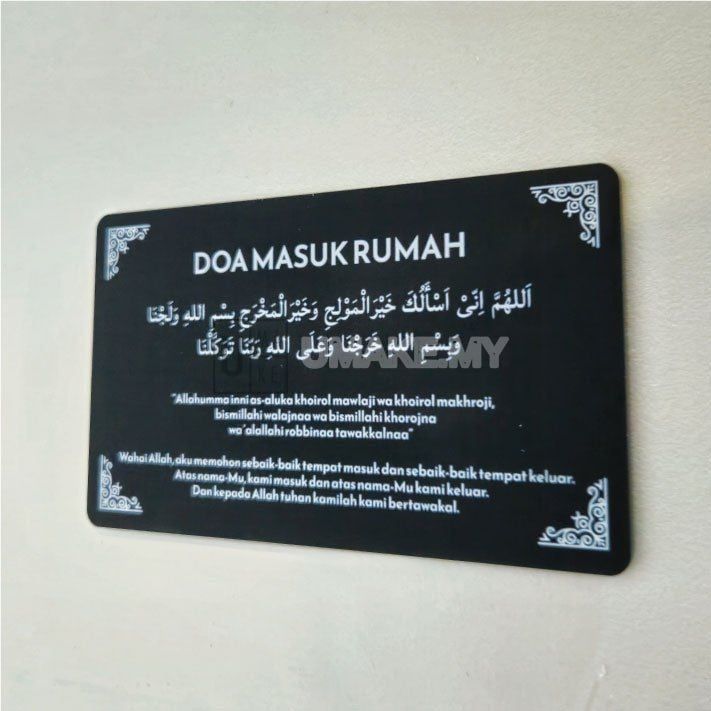 DOA MASUK RUMAH
اَللهُمَّ اِنِّىْ اَسْأَلُكَ خَيْرَالْمَوْلِجِ وَخَيْرَالْمَخْرَجِ بِسْمِ اللهِ وَلَجْنَا
وَبِسْمِ اللهِ خَرَجْنَا وَعَلَى اللهِ رَبِّنَا تَوَكَّلْنَا
UMAKE.MY
"Allahumma inni as-aluka khoirol mawlaji wa khoirol makhroji,
bismillahi walajnaa wa bismillahi khorojna
wa'alallahi robbinaa tawakkalnaa"
Wahai Allah, aku memohon sebaik-baik tempat masuk dan sebaik-baik tempat keluar.
Atas nama-Mu, kami masuk dan atas nama-Mu kami keluar.
Dan kepada Allah tuhan kamilah kami bertawakal.